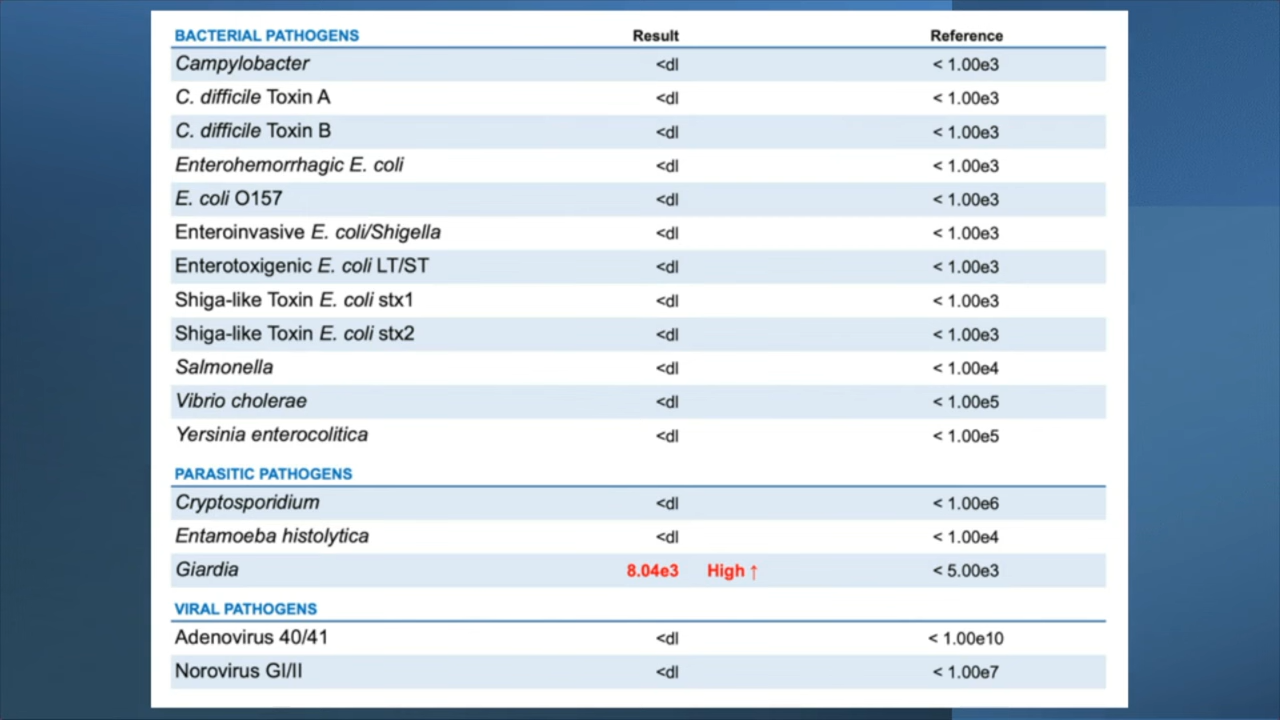 BACTERIAL PATHOGENS Result Reference
Campylobacter <dl < 1.00e3
C. difficile Toxin A <dl < 1.00e3
C. difficile Toxin B <dl < 1.00e3
Enterohemorrhagic E. coli <dl < 1.00e3
E. coli O157 <dl < 1.00e3
Enteroinvasive E. coli/Shigella <dl < 1.00e3
Enterotoxigenic E. coli LT/ST <dl < 1.00e3
Shiga-like Toxin E. coli stx1 <dl < 1.00e3
Shiga-like Toxin E. coli stx2 <dl < 1.00e3
Salmonella <dl < 1.00e4
Vibrio cholerae <dl < 1.00e5
Yersinia enterocolitica <dl < 1.00e5
PARASITIC PATHOGENS
Cryptosporidium <dl < 1.00e6
Entamoeba histolytica <dl < 1.00e4
Giardia 8.04e3 High ↑ < 5.00e3
VIRAL PATHOGENS
Adenovirus 40/41 <dl < 1.00e10
Norovirus GI/II <dl < 1.00e7